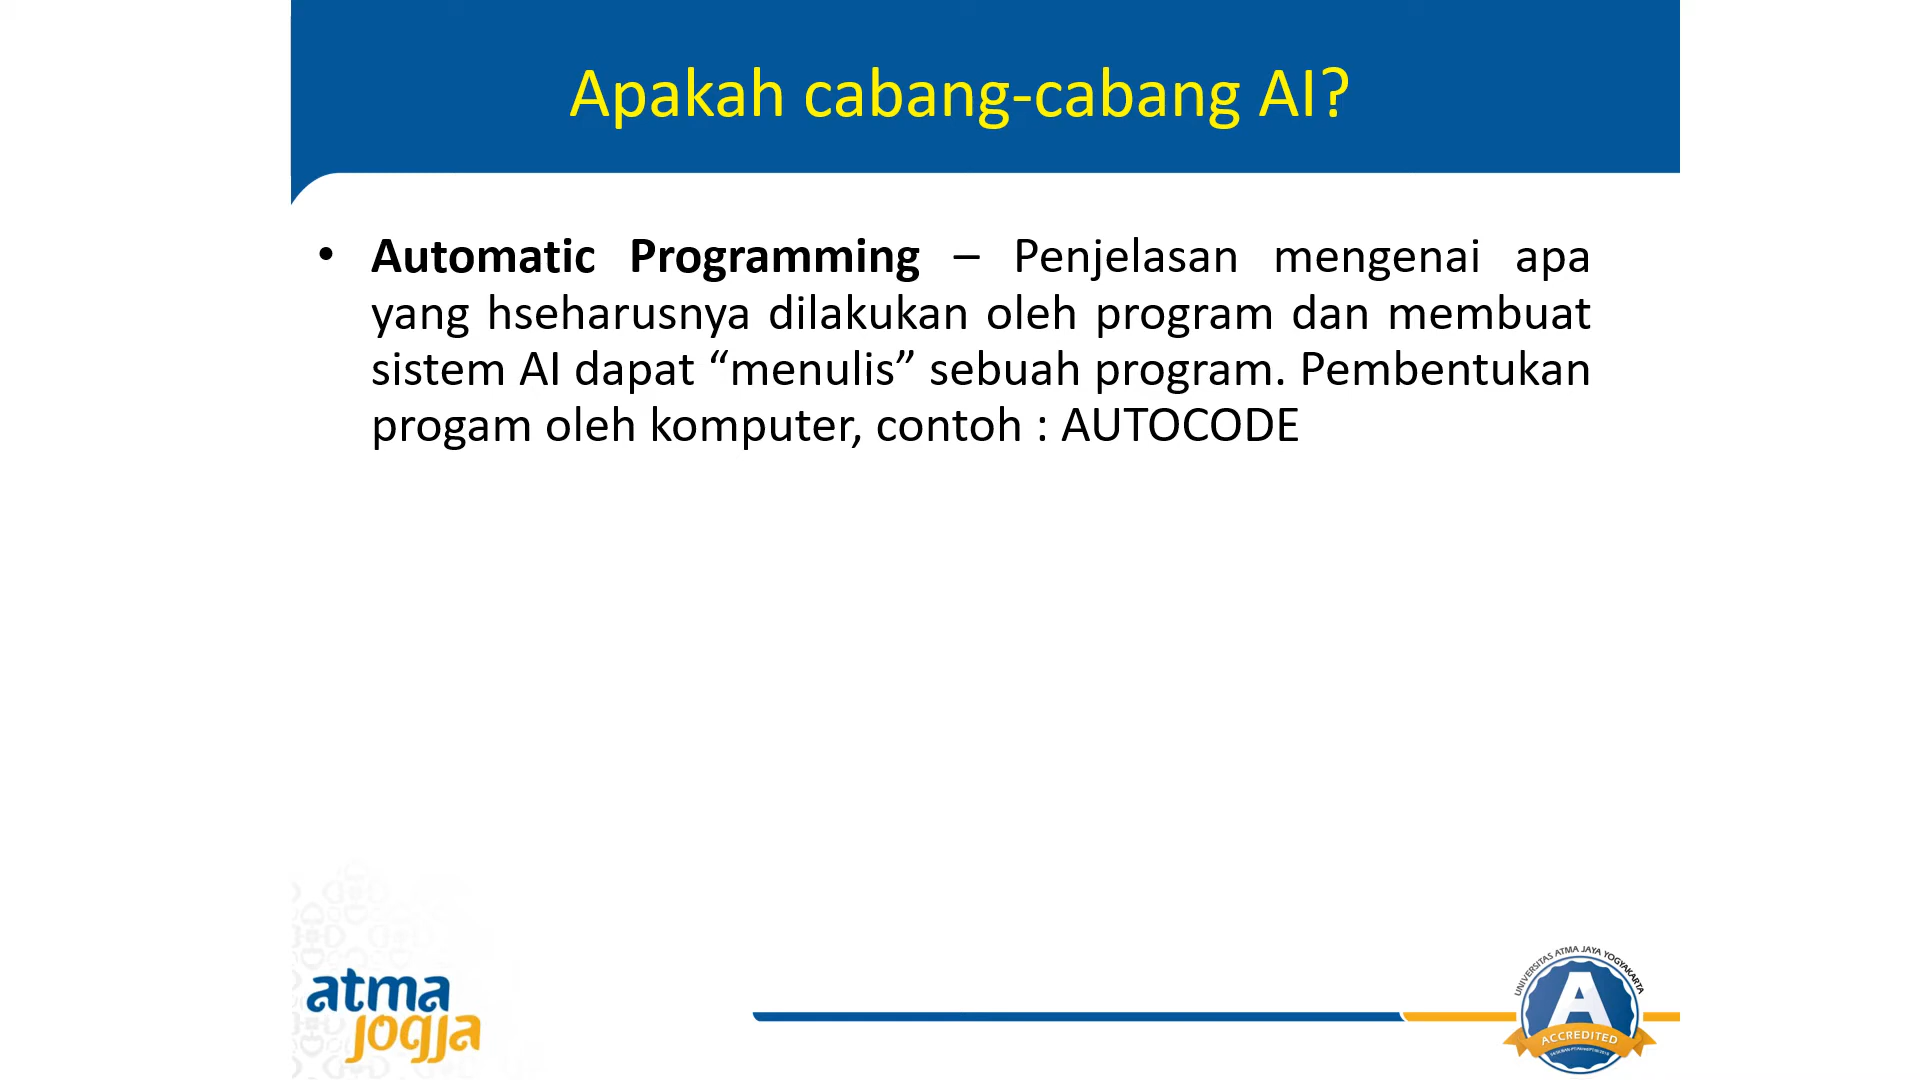 Apakah cabang-cabang AI?
• Automatic Programming – Penjelasan mengenai apa
yang hseharusnya dilakukan oleh program dan membuat
sistem AI dapat “menulis” sebuah program. Pembentukan
progam oleh komputer, contoh : AUTOCODE
atma
jogja
UNIVERSITAS ATMA JAYA YOGYAKARTA
A
ACCREDITED